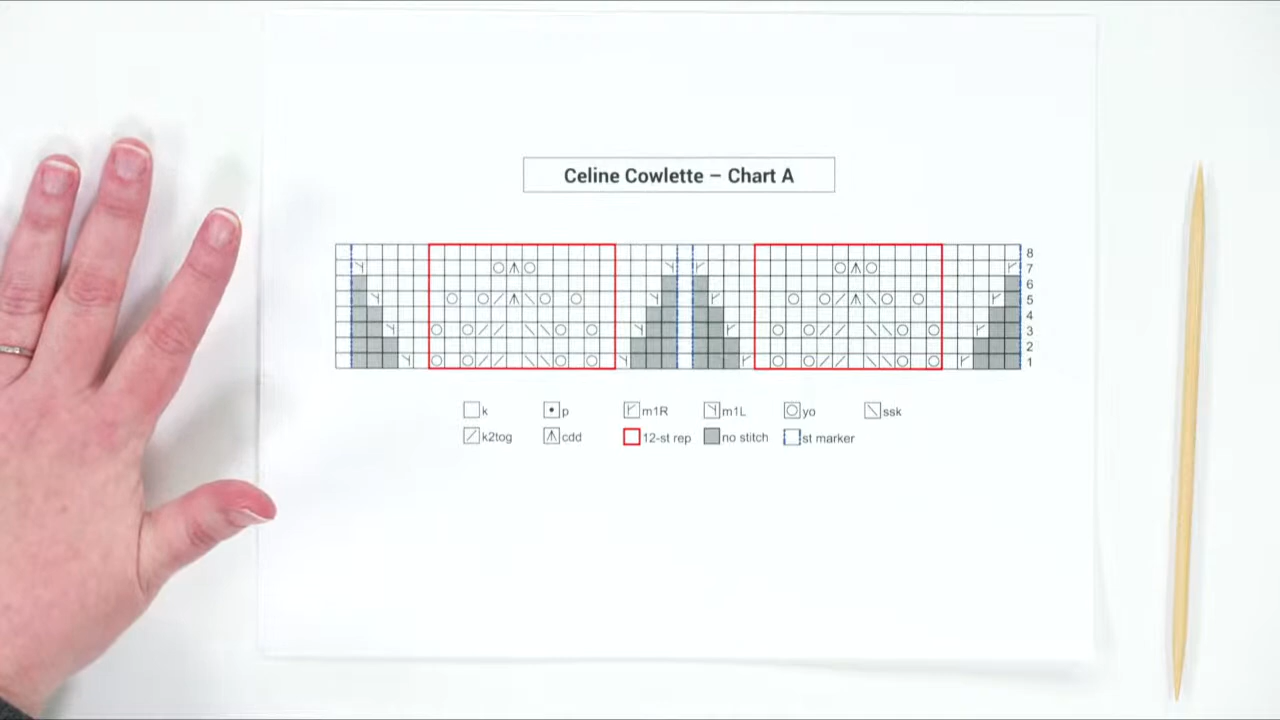 Celine Cowlette – Chart A
8
7
6
5
4
3
2
1
k p m1R m1L yo ssk
k2tog cdd 12-st rep no stitch st marker